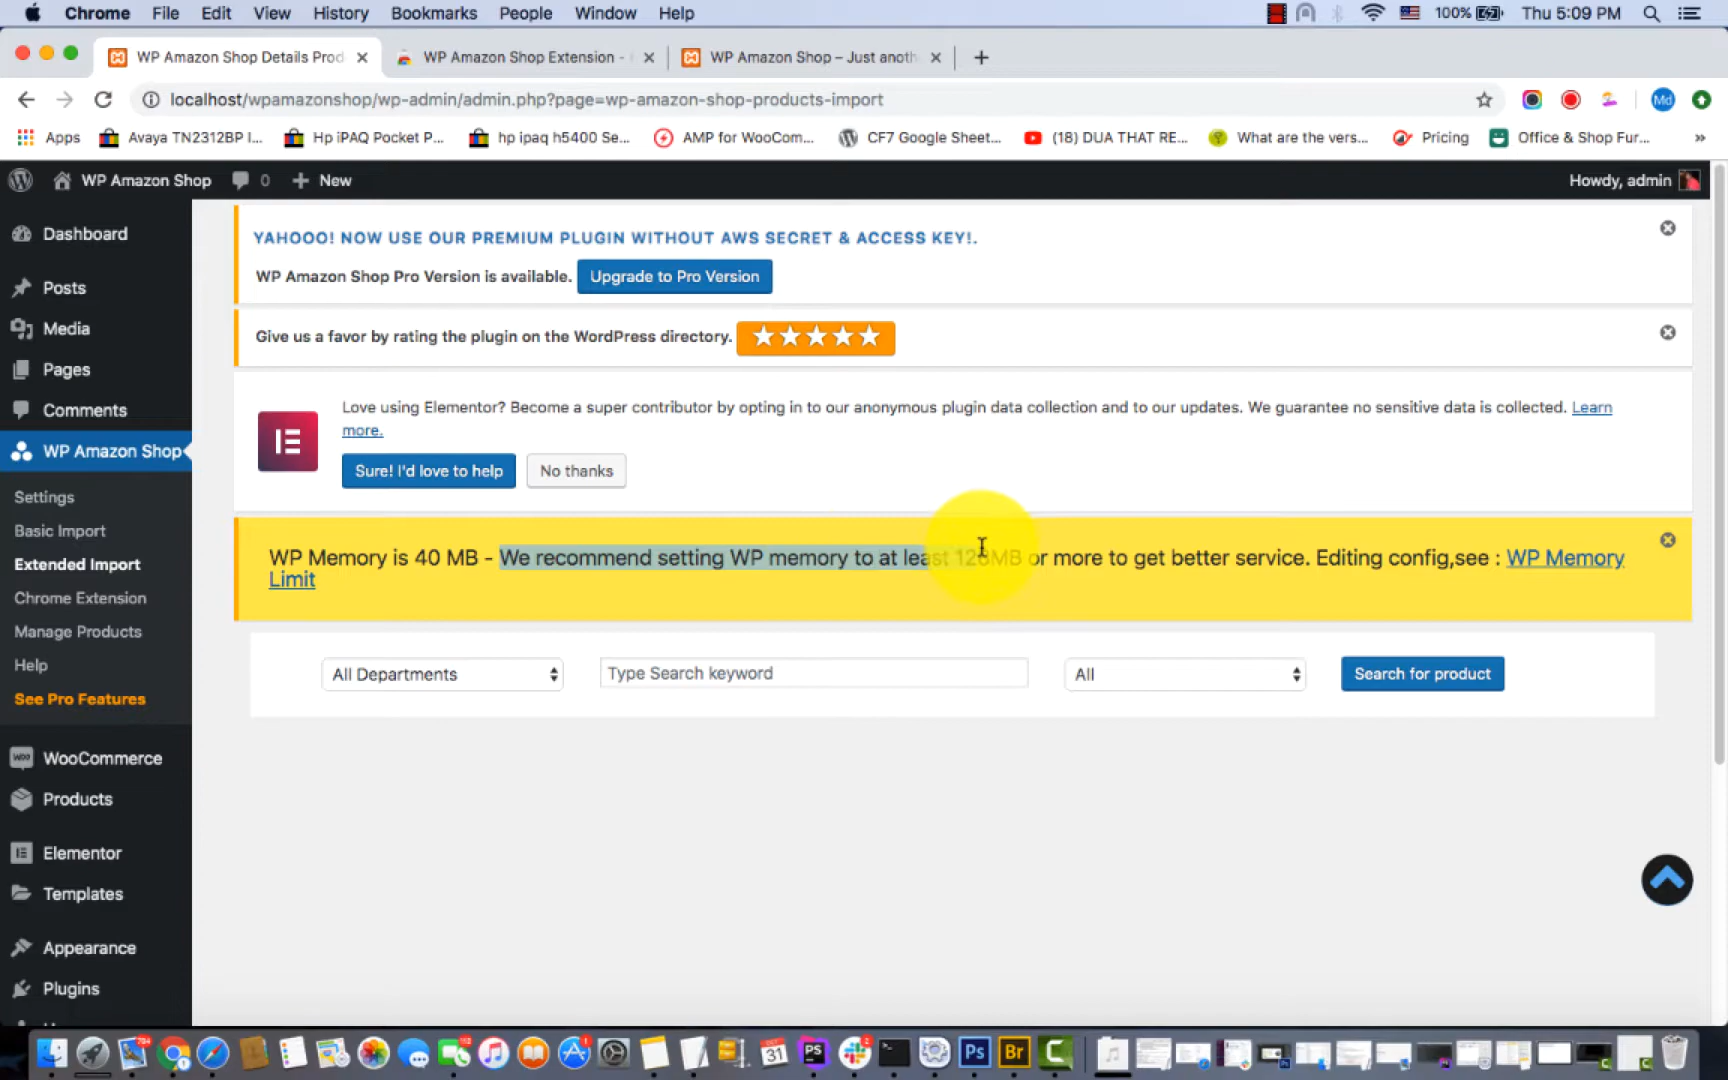 Chrome File Edit View History Bookmarks People Window Help 100% Thu 5:09 PM
WP Amazon Shop Details Prod WP Amazon Shop Extension - WP Amazon Shop – Just anoth
localhost/wpamazonshop/wp-admin/admin.php?page=wp-amazon-shop-products-import Md
Apps Avaya TN2312BP I... Hp iPAQ Pocket P... hp ipaq h5400 Se... AMP for WooCom... CF7 Google Sheet... (18) DUA THAT RE... What are the vers... Pricing Office & Shop Fur... »
WP Amazon Shop 0 New Howdy, admin
Dashboard
Posts
Media
Pages
Comments
WP Amazon Shop
Settings
Basic Import
Extended Import
Chrome Extension
Manage Products
Help
See Pro Features
WooCommerce
Products
Elementor
Templates
Appearance
Plugins
YAHOOO! NOW USE OUR PREMIUM PLUGIN WITHOUT AWS SECRET & ACCESS KEY!.
WP Amazon Shop Pro Version is available. Upgrade to Pro Version
Give us a favor by rating the plugin on the WordPress directory.
Love using Elementor? Become a super contributor by opting in to our anonymous plugin data collection and to our updates. We guarantee no sensitive data is collected. Learn
more.
Sure! I'd love to help No thanks
WP Memory is 40 MB - We recommend setting WP memory to at least 128MB or more to get better service. Editing config,see : WP Memory
Limit
All Departments Type Search keyword All Search for product
31 PS Ps Br C